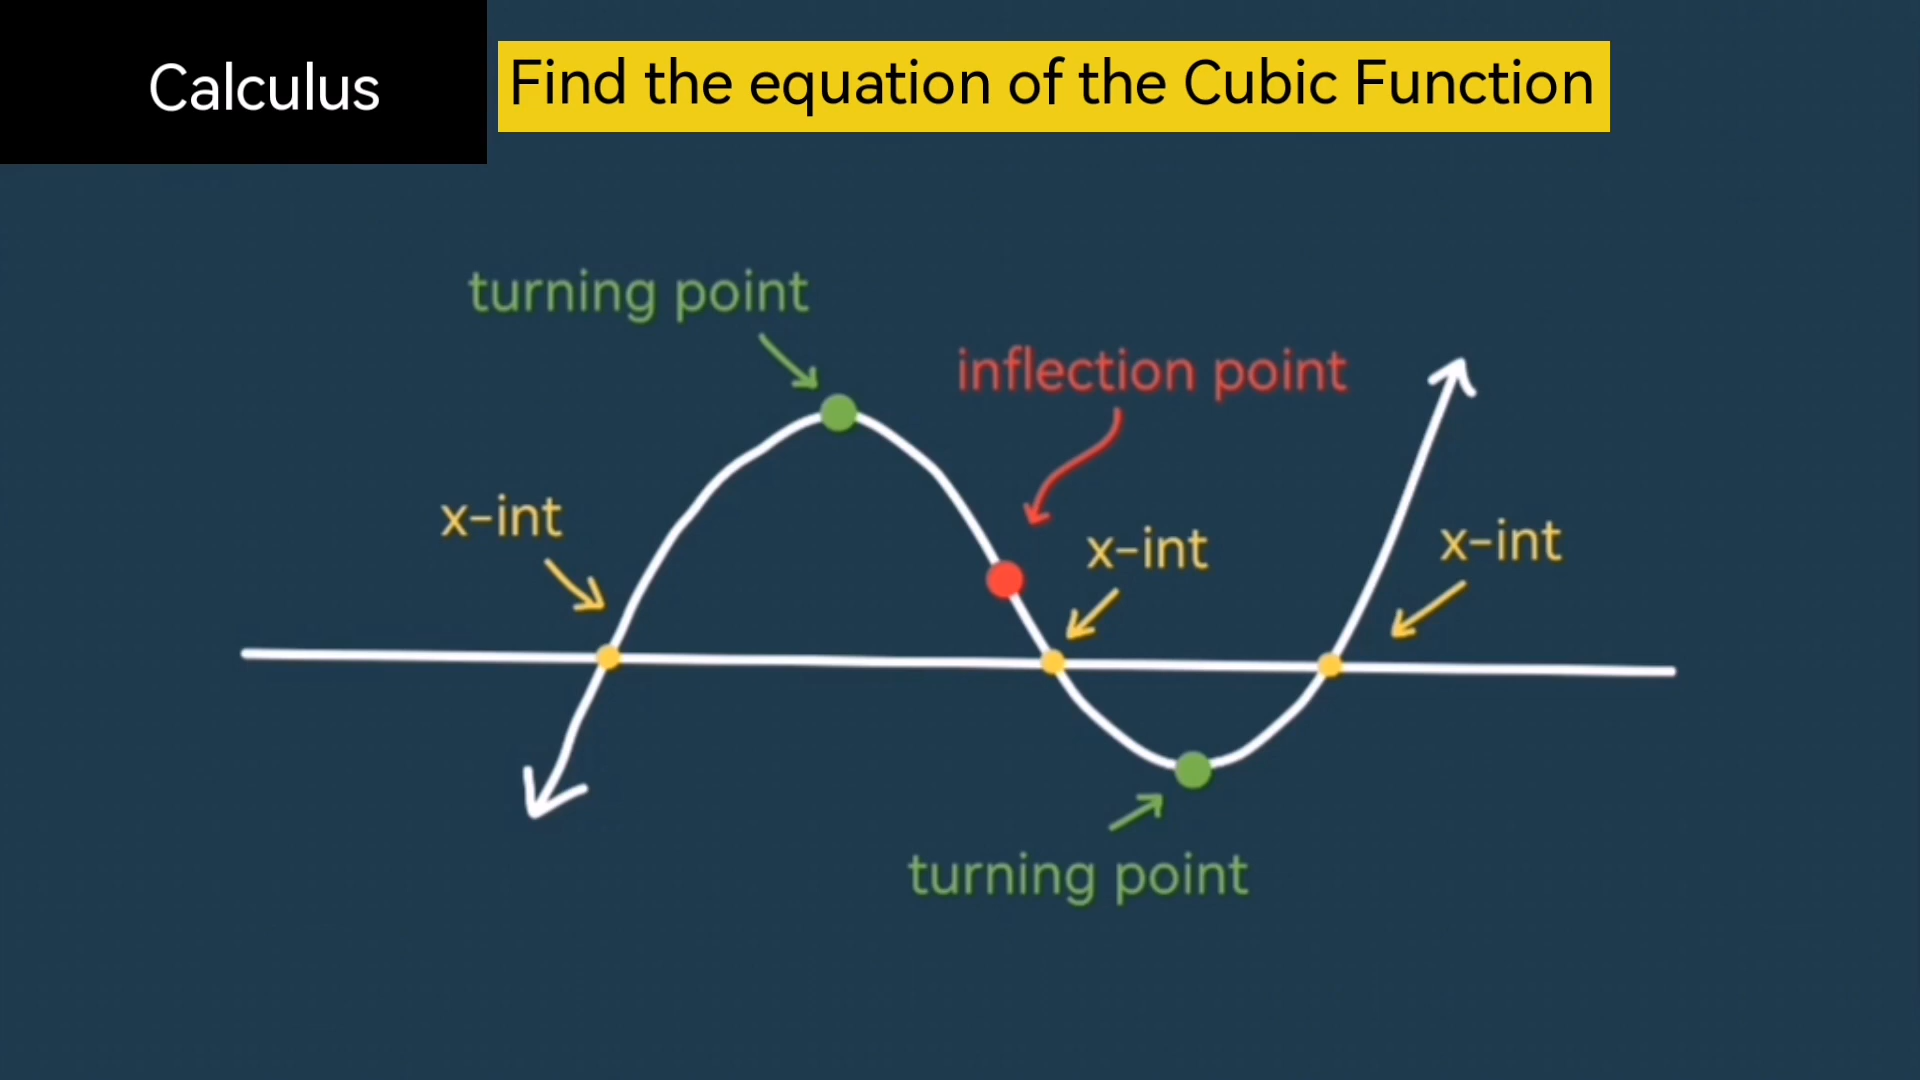 Calculus
Find the equation of the Cubic Function
turning point
inflection point
x-int
x-int
x-int
turning point